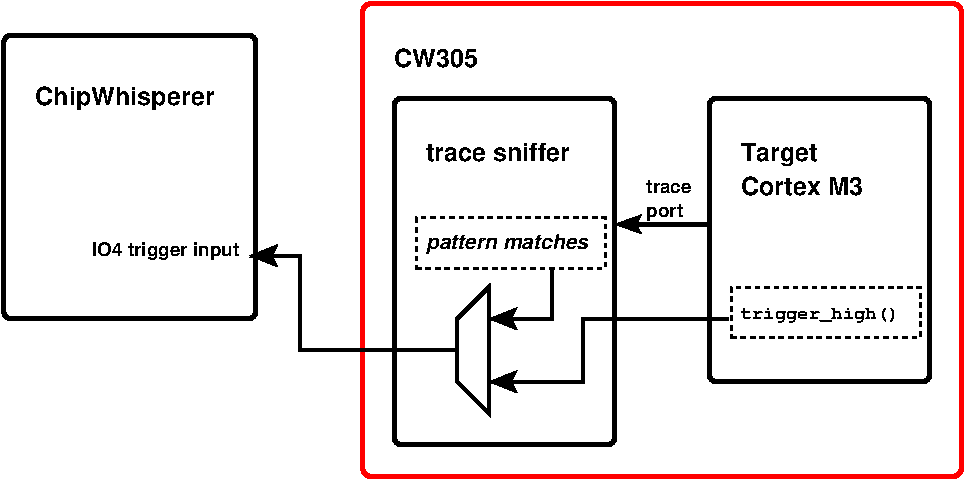 CW305
ChipWhisperer
trace sniffer
Target
Cortex M3
trace
port
pattern matches
IO4 trigger input
trigger_high()